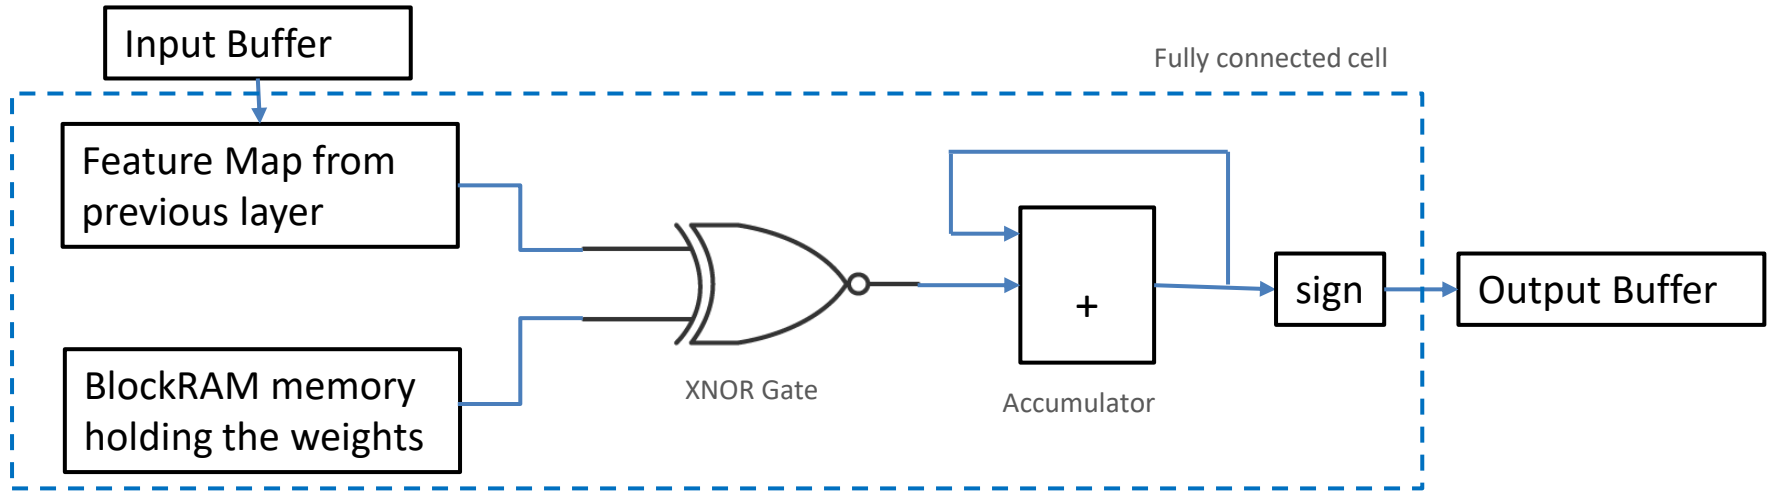 Input Buffer
Fully connected cell
Feature Map from
previous layer
+
sign
Output Buffer
BlockRAM memory
holding the weights
XNOR Gate
Accumulator